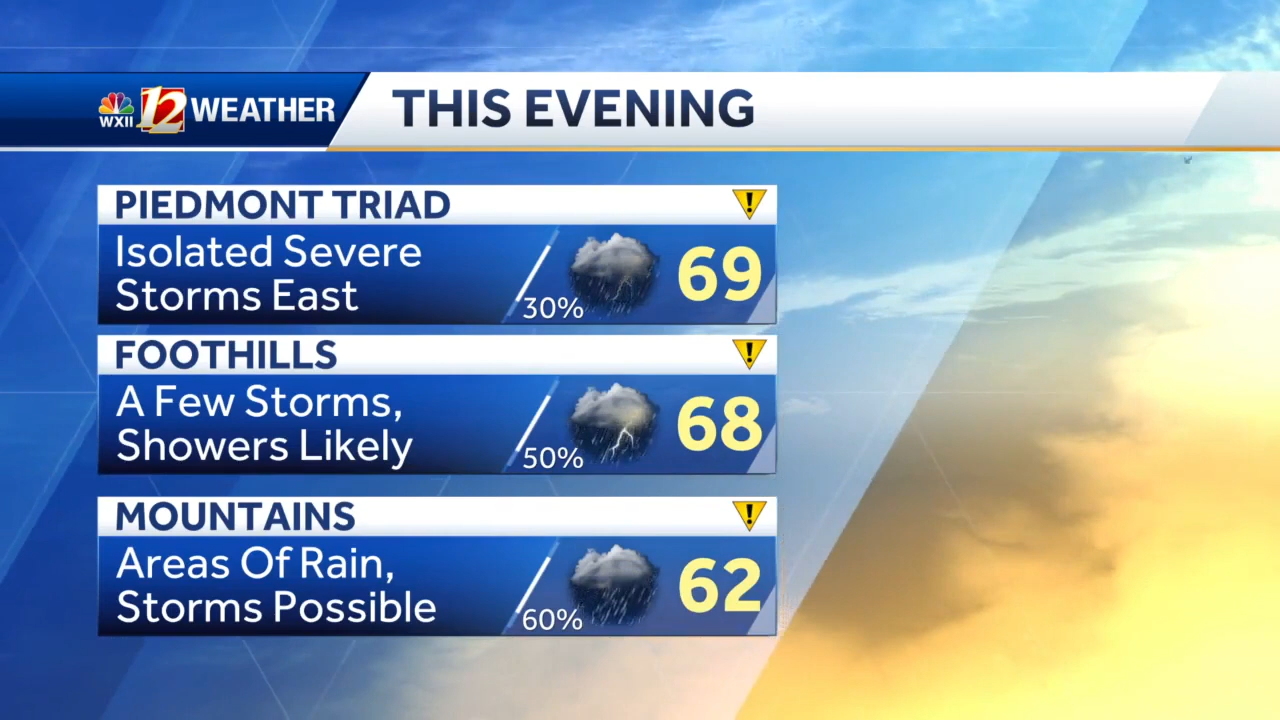 WXII 12 WEATHER
THIS EVENING
PIEDMONT TRIAD
Isolated Severe
Storms East
30%
69
FOOTHILLS
A Few Storms,
Showers Likely
50%
68
MOUNTAINS
Areas Of Rain,
Storms Possible
60%
62